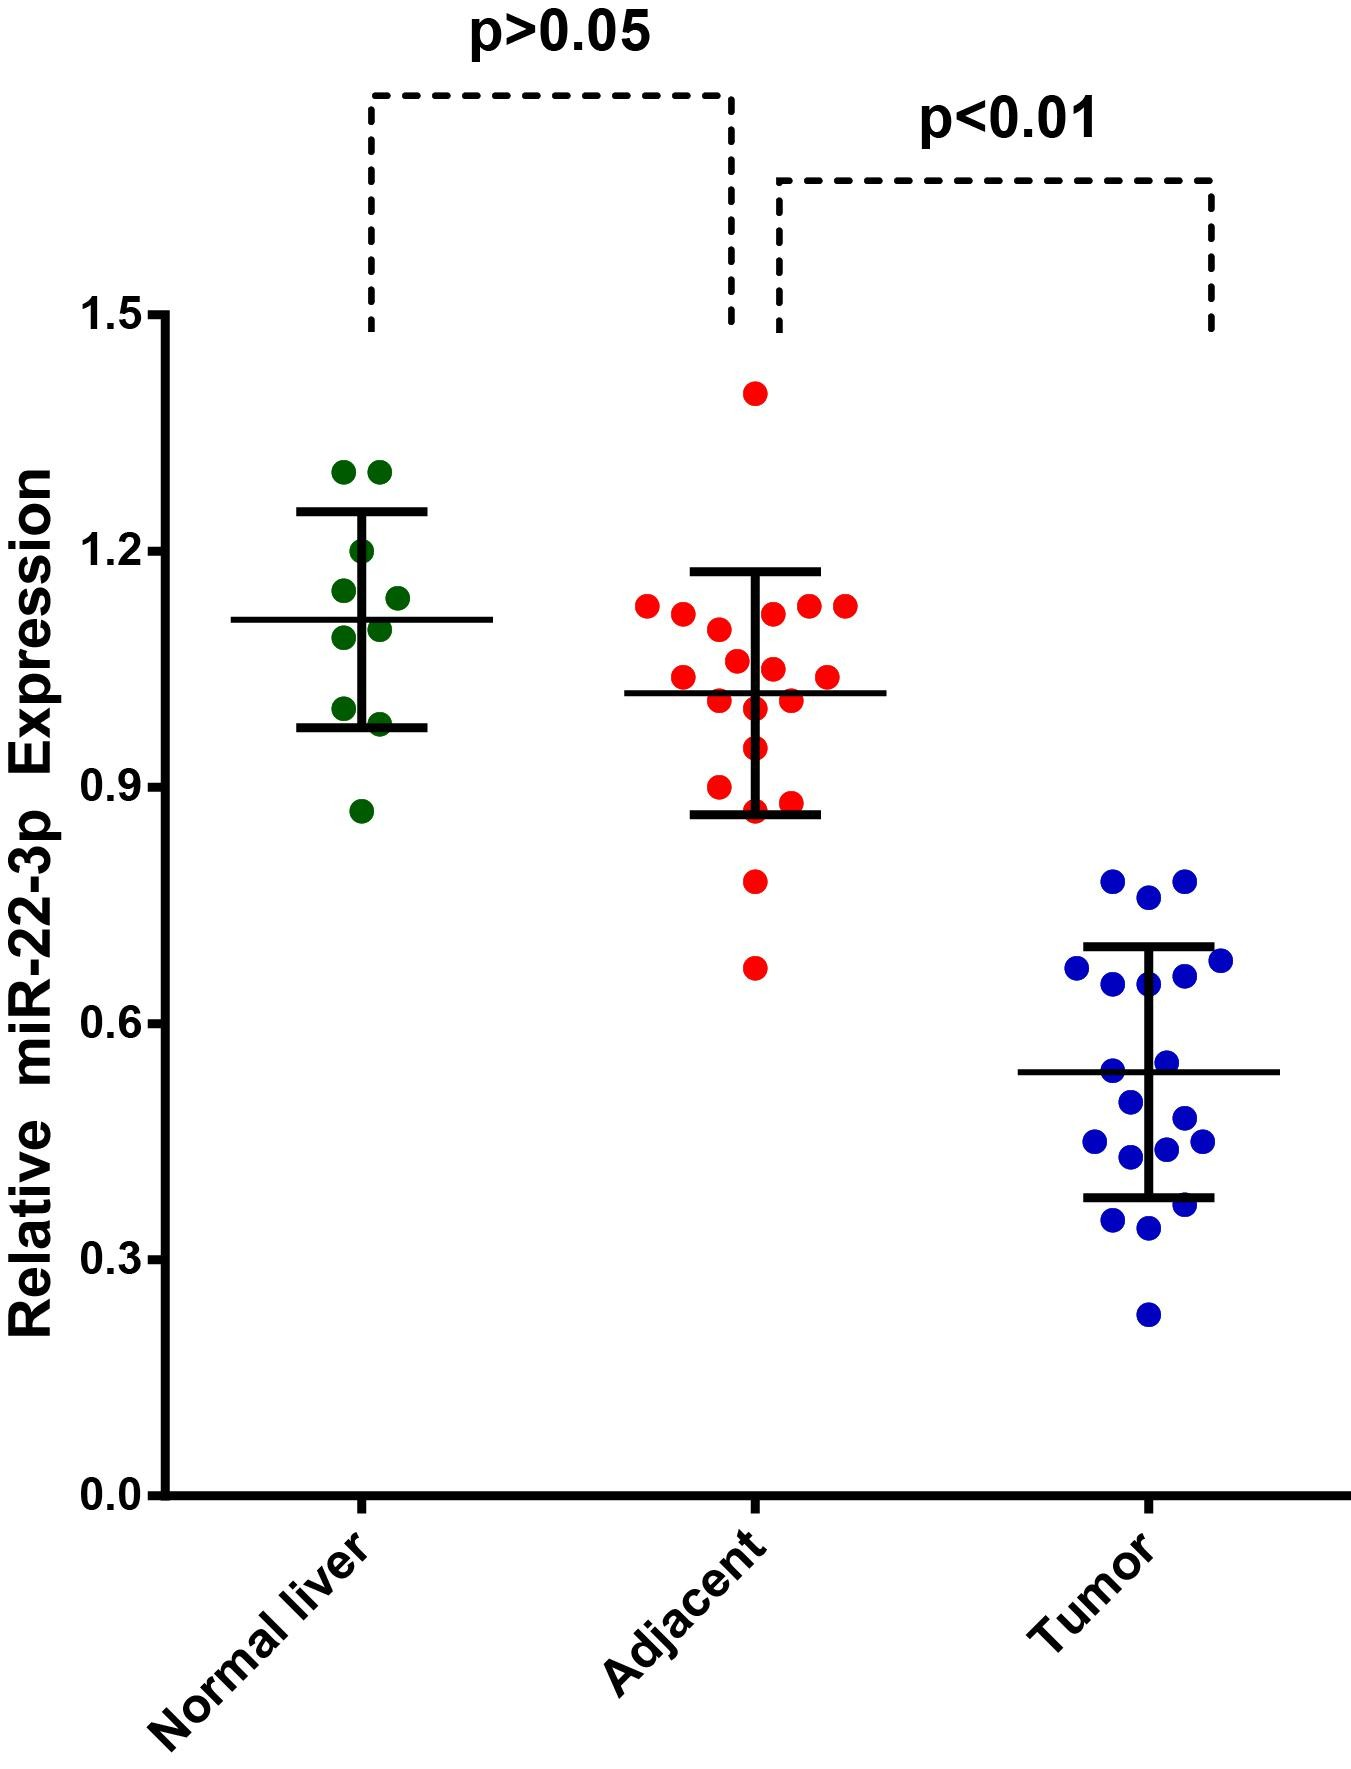 p>0.05
p<0.01
1.5
1.2
0.9
0.6
0.3
0.0
Relative miR-22-3p Expression
Normal liver
Adjacent
Tumor